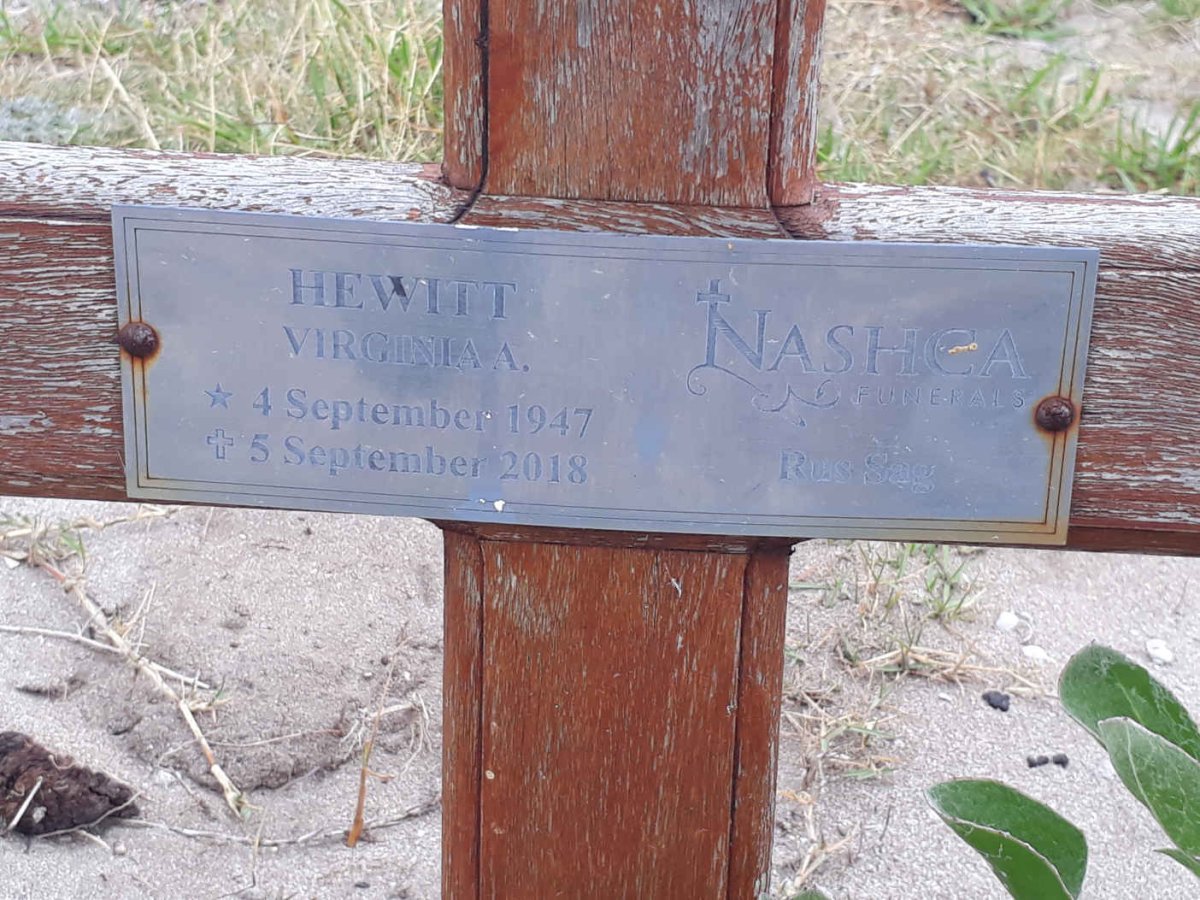 HEWITT
VIRGINIA A.
★ 4 September 1947
✝ 5 September 2018
NASHCA
FUNERALS
Rus Sag